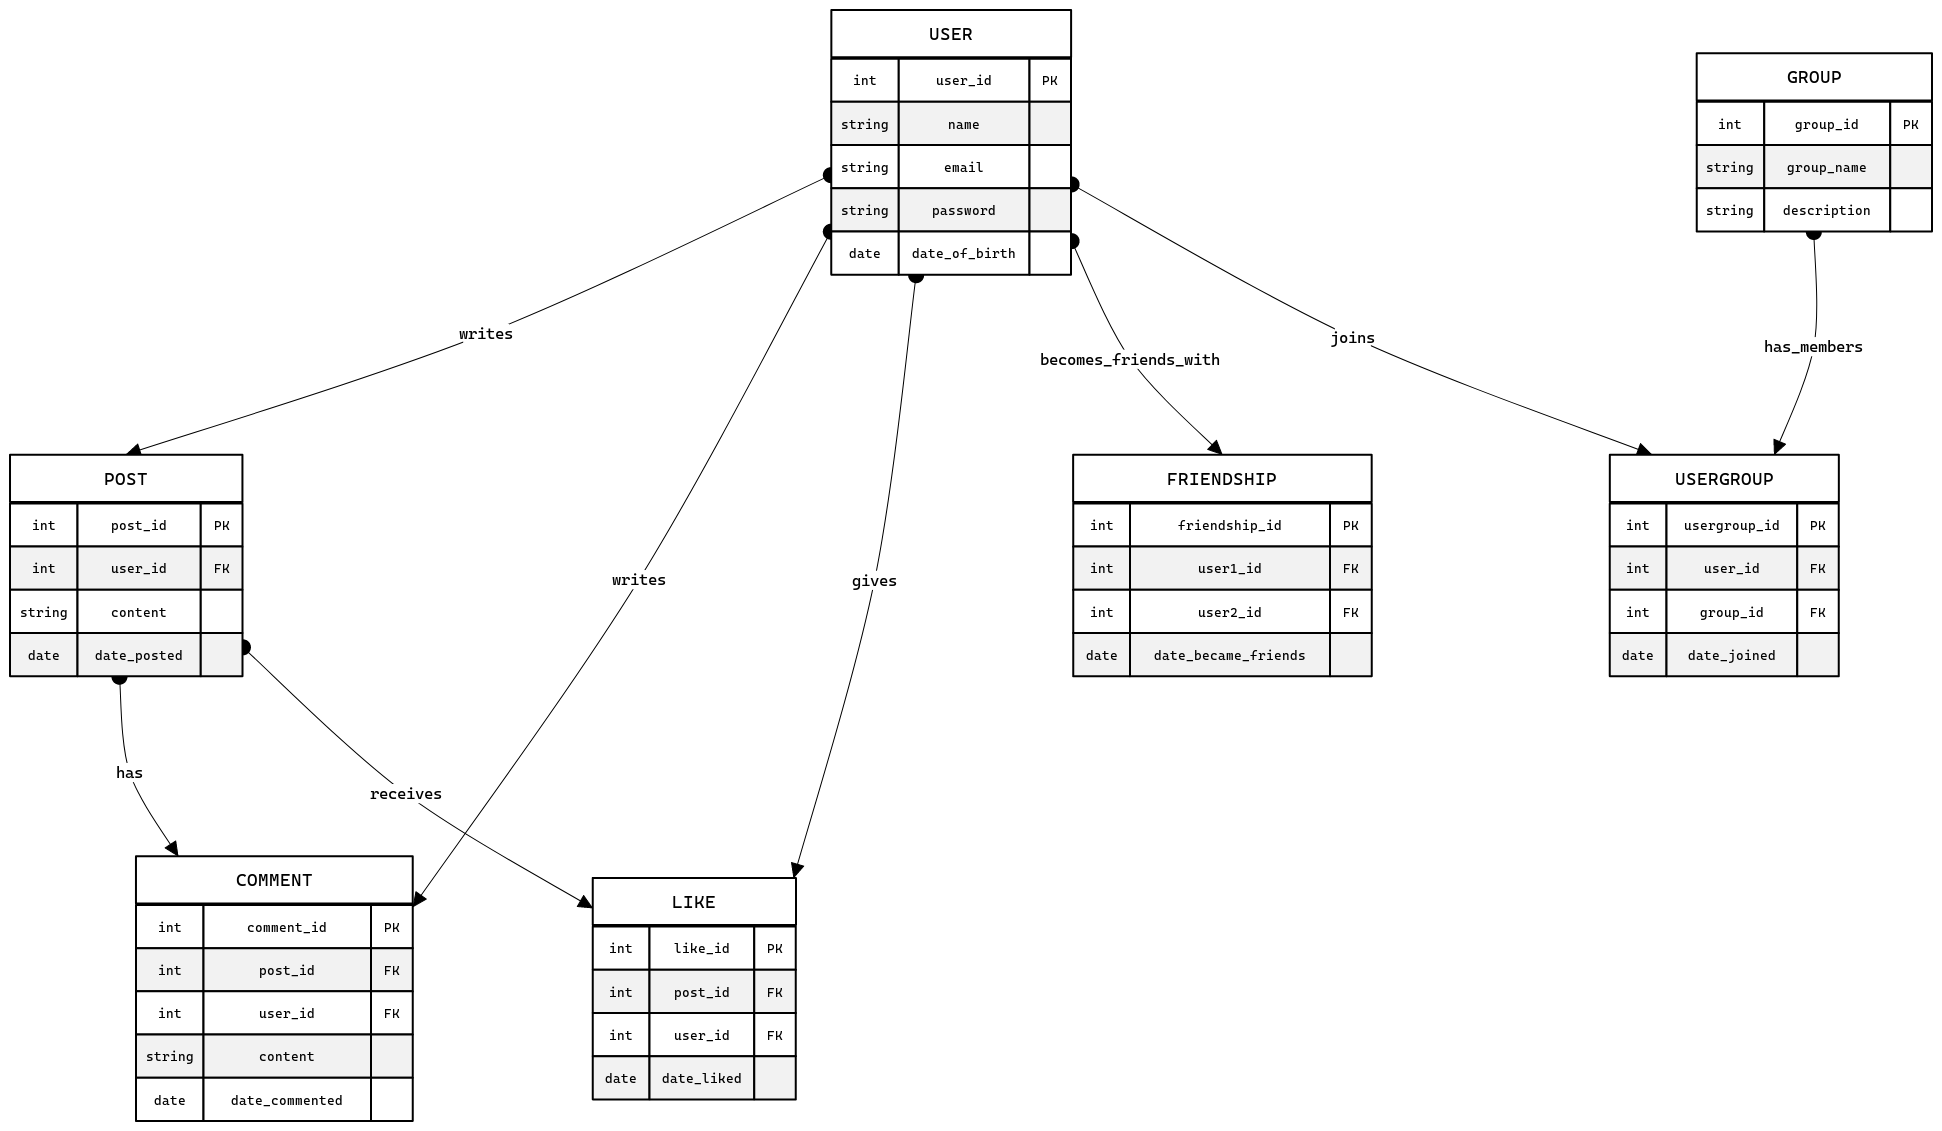 USER
int user_id PK
string name
string email
string password
date date_of_birth
GROUP
int group_id PK
string group_name
string description
writes
writes
gives
becomes_friends_with
joins
has_members
POST
int post_id PK
int user_id FK
string content
date date_posted
FRIENDSHIP
int friendship_id PK
int user1_id FK
int user2_id FK
date date_became_friends
USERGROUP
int usergroup_id PK
int user_id FK
int group_id FK
date date_joined
has
receives
COMMENT
int comment_id PK
int post_id FK
int user_id FK
string content
date date_commented
LIKE
int like_id PK
int post_id FK
int user_id FK
date date_liked